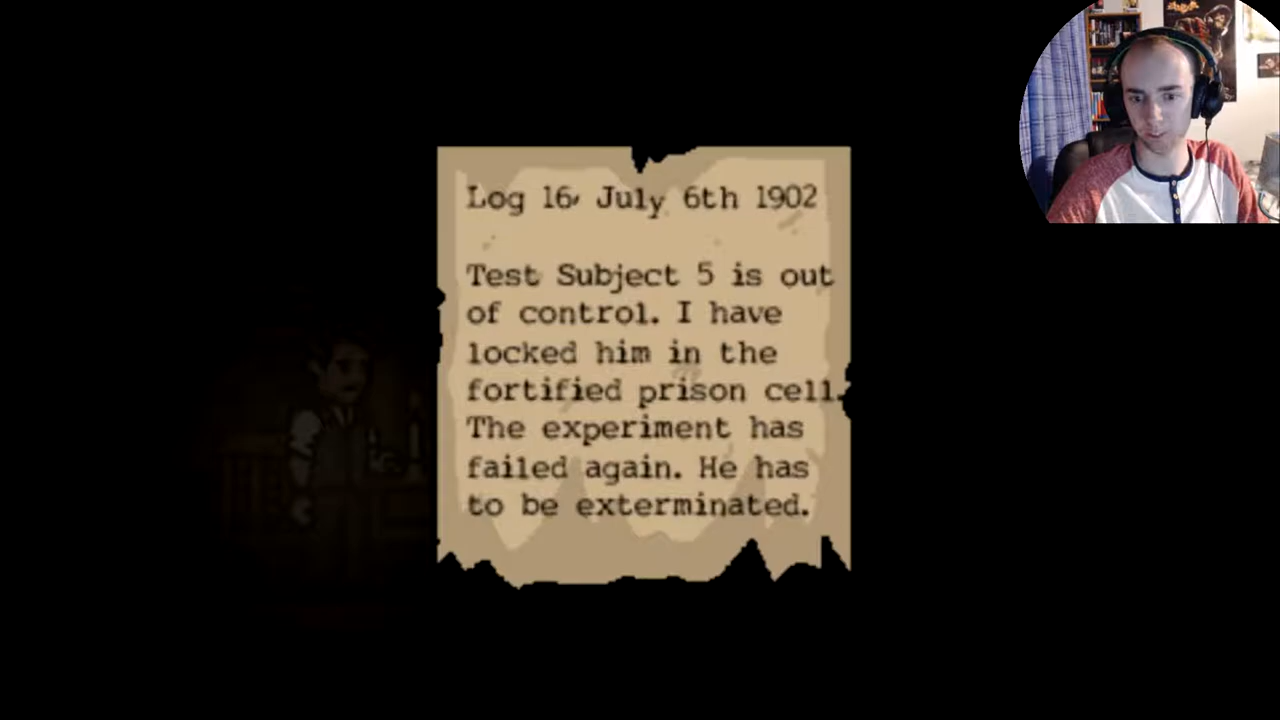 Log 16, July 6th 1902
Test Subject 5 is out
of control. I have
locked him in the
fortified prison cell.
The experiment has
failed again. He has
to be exterminated.